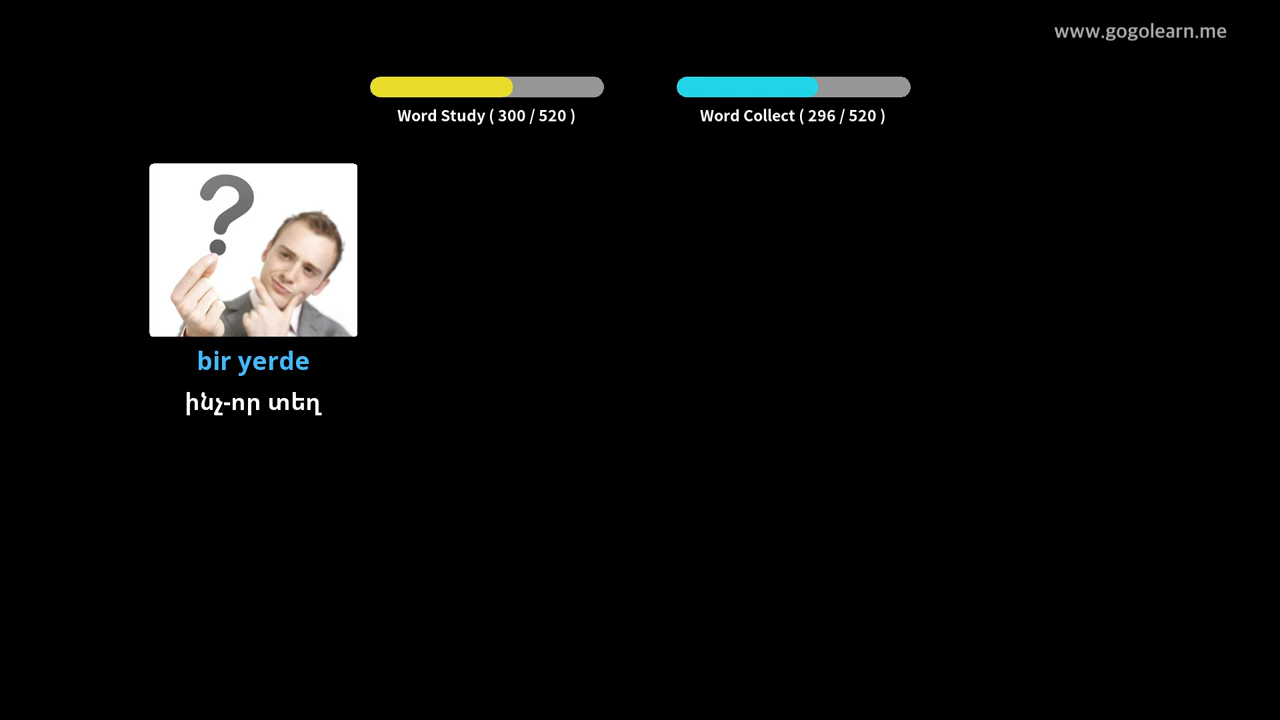 www.gogolearn.me
Word Study ( 300 / 520 )
Word Collect ( 296 / 520 )
bir yerde
ինչ-որ տեղ